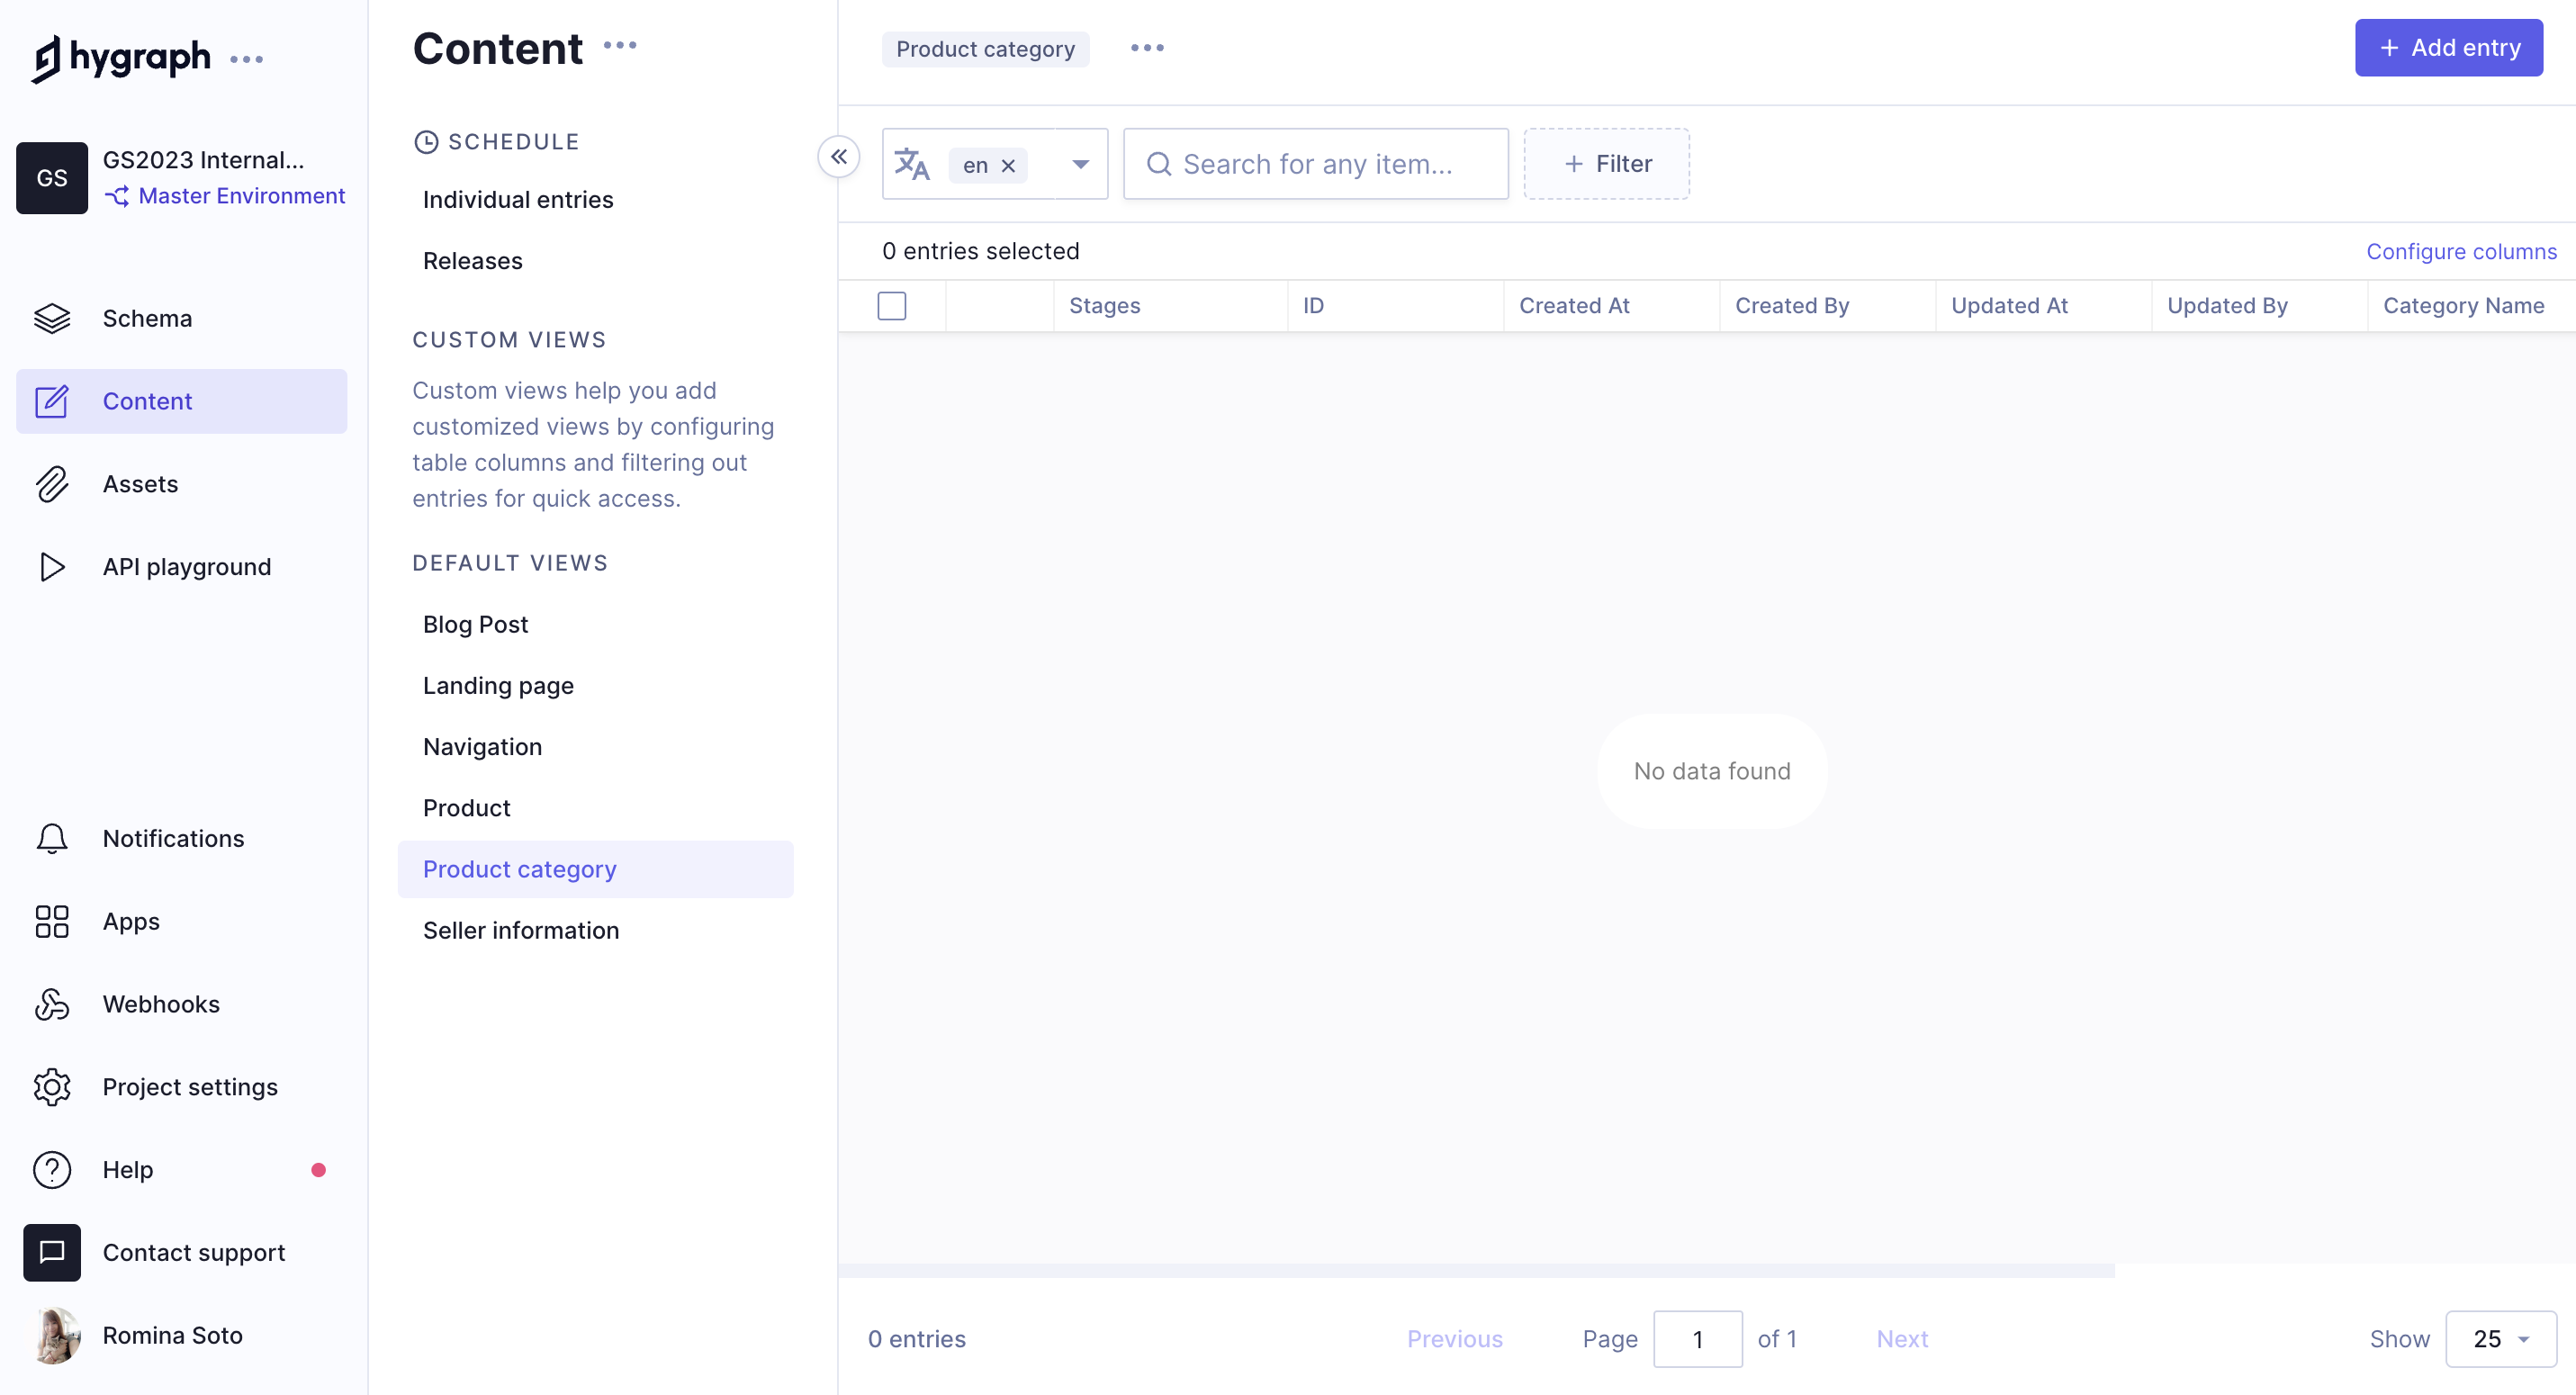 hygraph
GS
GS2023 Internal...
Master Environment
Schema
Content
Assets
API playground
Notifications
Apps
Webhooks
Project settings
Help
Contact support
Romina Soto
Content
SCHEDULE
Individual entries
Releases
CUSTOM VIEWS
Custom views help you add
customized views by configuring
table columns and filtering out
entries for quick access.
DEFAULT VIEWS
Blog Post
Landing page
Navigation
Product
Product category
Seller information
Product category
+ Add entry
en
Search for any item...
+ Filter
0 entries selected
Configure columns
Stages ID Created At Created By Updated At Updated By Category Name
No data found
0 entries
Previous
Page 1 of 1
Next
Show 25